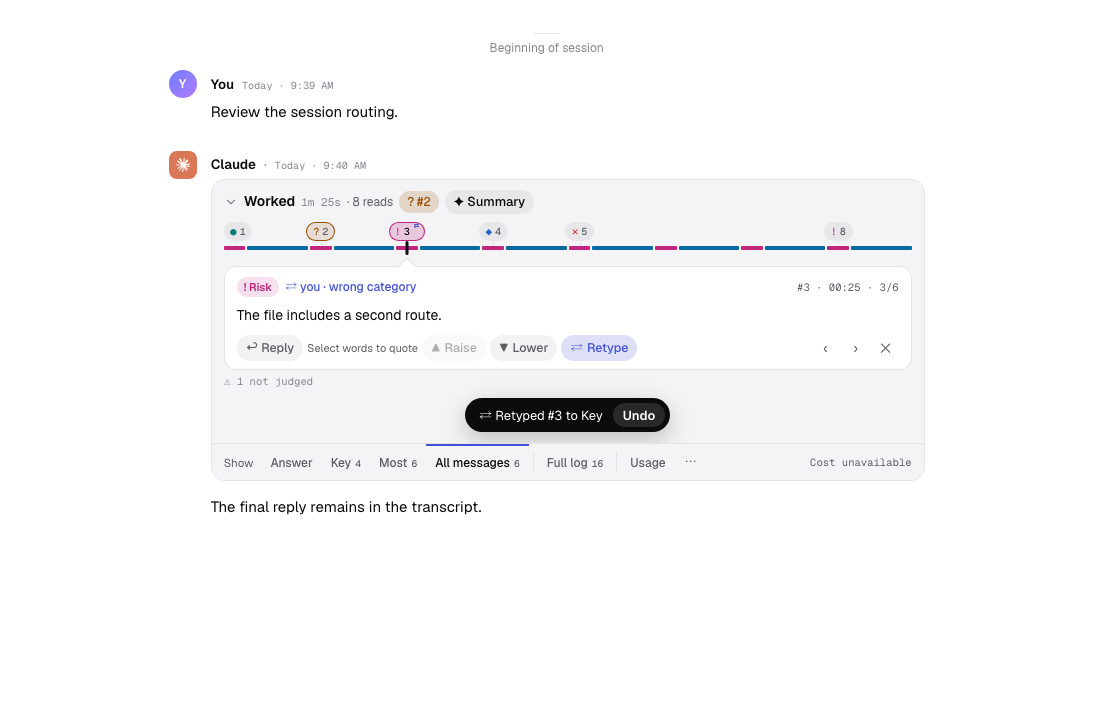 Beginning of session
Y You Today · 9:39 AM
Review the session routing.
Claude · Today · 9:40 AM
Worked 1m 25s · 8 reads ? #2 ✦ Summary
● 1 ? 2 ! 3 ⇄ ◆ 4 × 5 ! 8
! Risk ⇄ you · wrong category #3 · 00:25 · 3/6
The file includes a second route.
↩ Reply Select words to quote ▲ Raise ▼ Lower ⇄ Retype ‹ › ×
⚠ 1 not judged
⇄ Retyped #3 to Key Undo
Show Answer Key 4 Most 6 All messages 6 Full log 16 Usage ··· Cost unavailable
The final reply remains in the transcript.